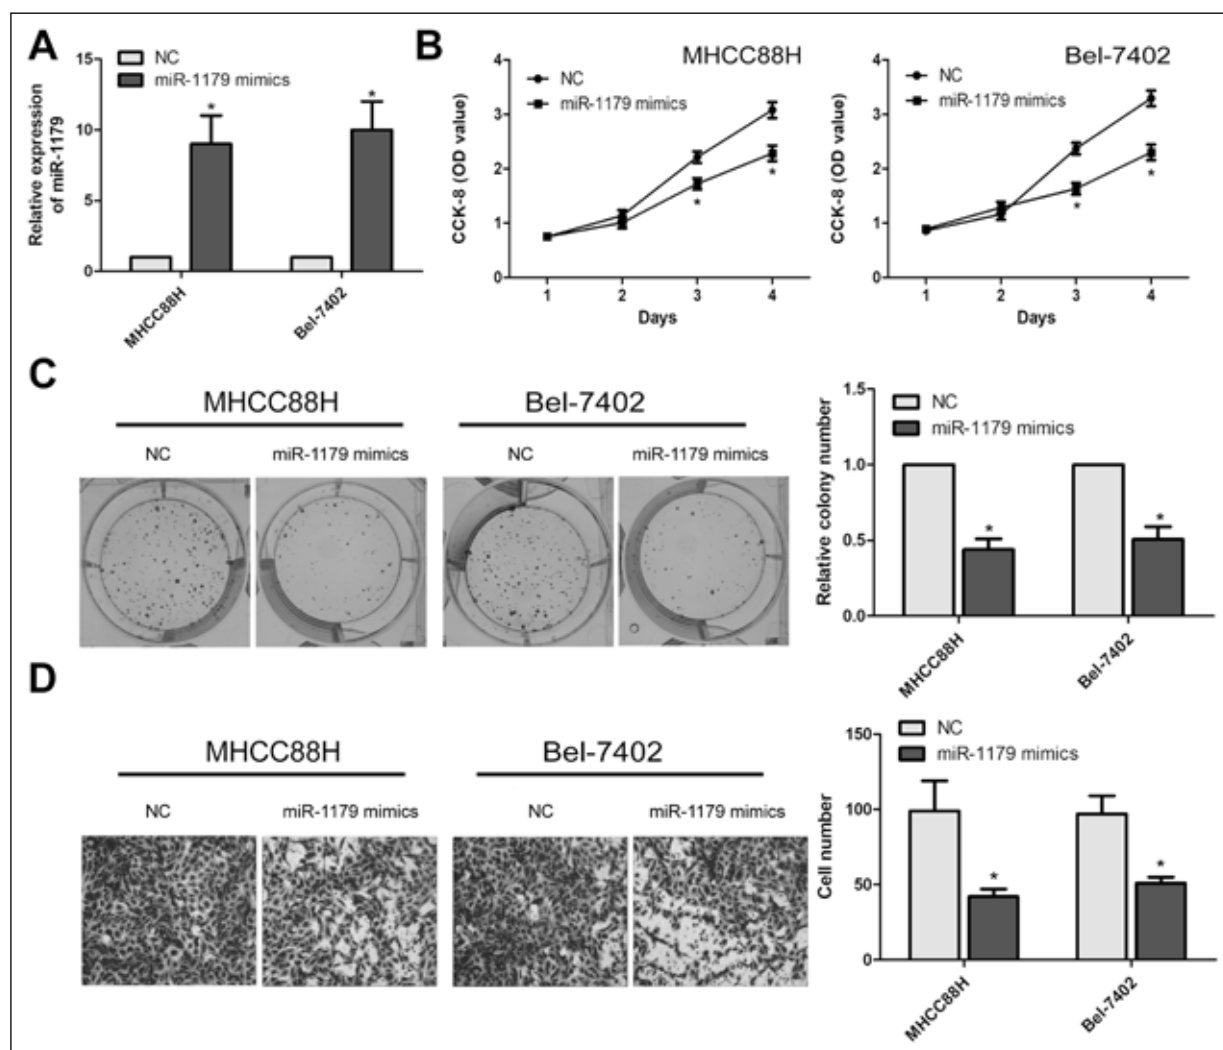 A
NC
miR-1179 mimics
Relative expression
of miR-1179
15
10
5
0
*
*
MHCC88H
Bel-7402
B
MHCC88H
NC
miR-1179 mimics
CCK-8 (OD value)
4
3
2
1
0
*
*
1 2 3 4
Days
Bel-7402
NC
miR-1179 mimics
CCK-8 (OD value)
4
3
2
1
0
*
*
1 2 3 4
Days
C
MHCC88H
Bel-7402
NC
miR-1179 mimics
NC
miR-1179 mimics
NC
miR-1179 mimics
Relative colony number
1.5
1.0
0.5
0.0
*
*
MHCC88H
Bel-7402
D
MHCC88H
Bel-7402
NC
miR-1179 mimics
NC
miR-1179 mimics
NC
miR-1179 mimics
Cell number
150
100
50
0
*
*
MHCC88H
Bel-7402